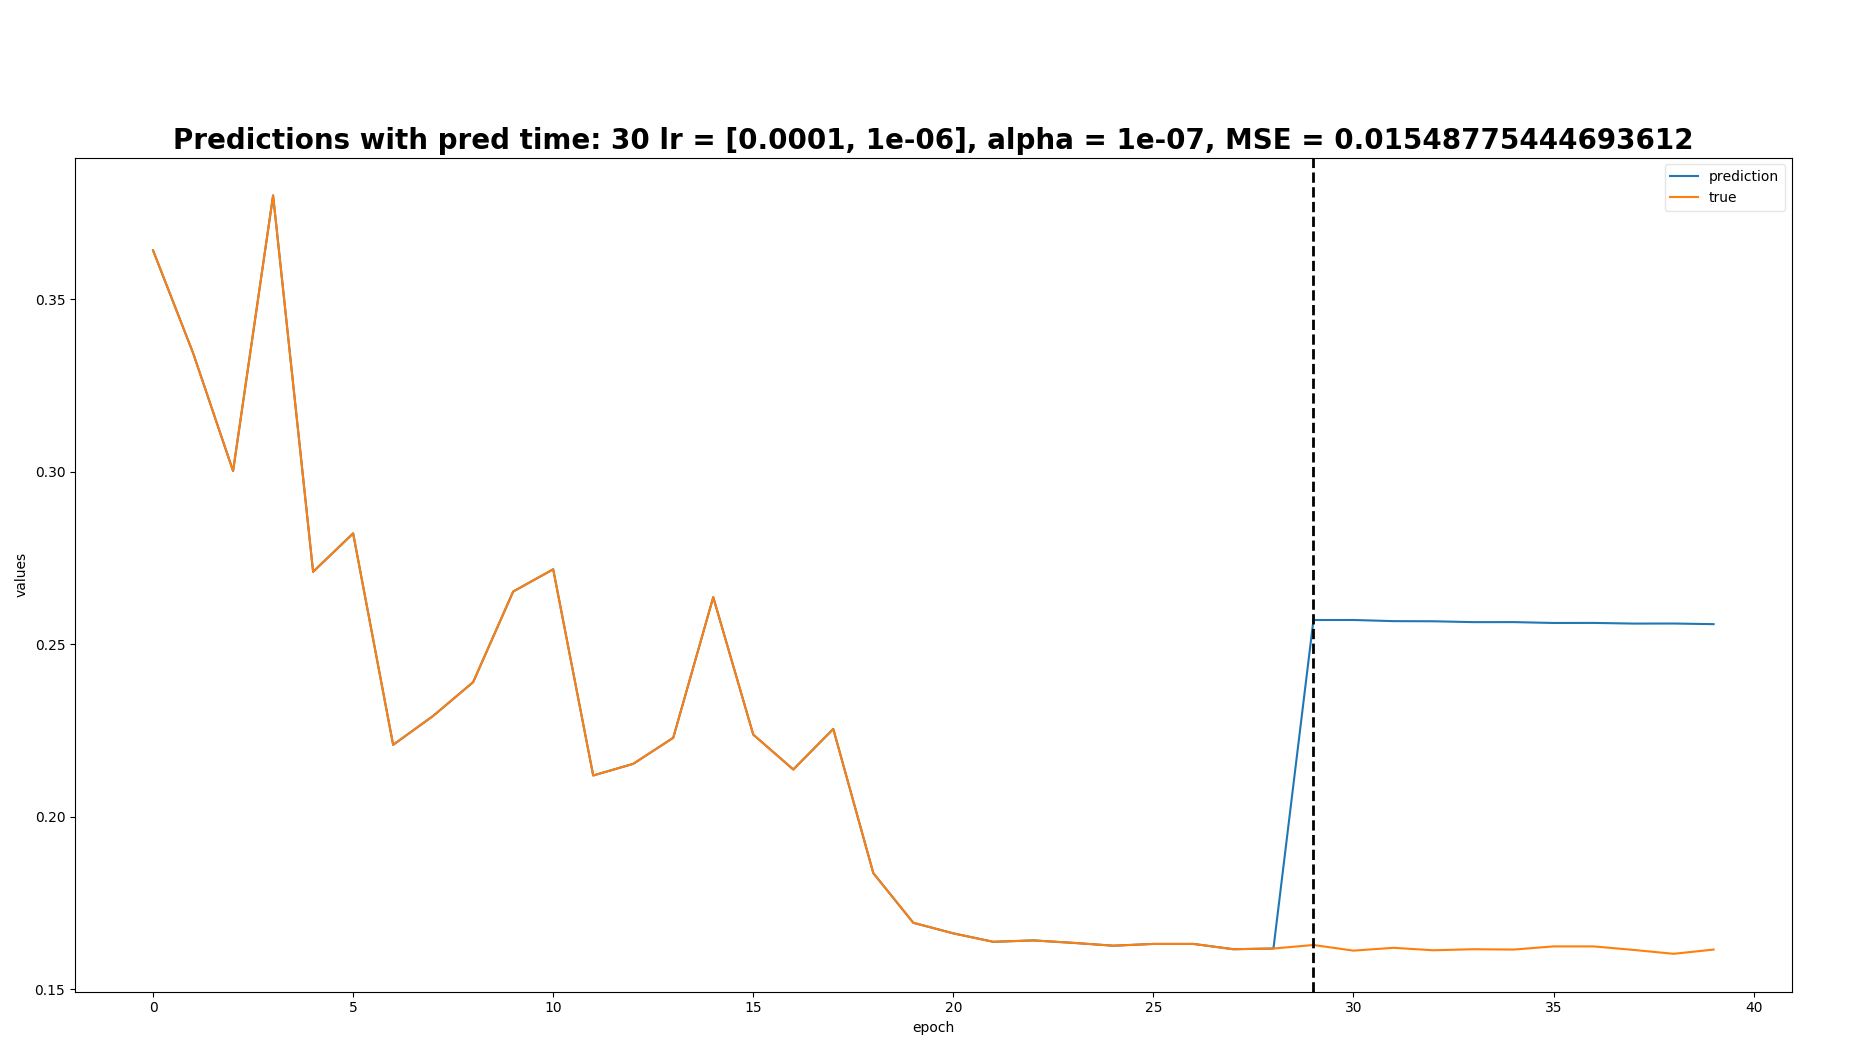 Predictions with pred time: 30 lr = [0.0001, 1e-06], alpha = 1e-07, MSE = 0.01548775444693612
prediction
true
0.35
0.30
0.25
0.20
0.15
values
0 5 10 15 20 25 30 35 40
epoch